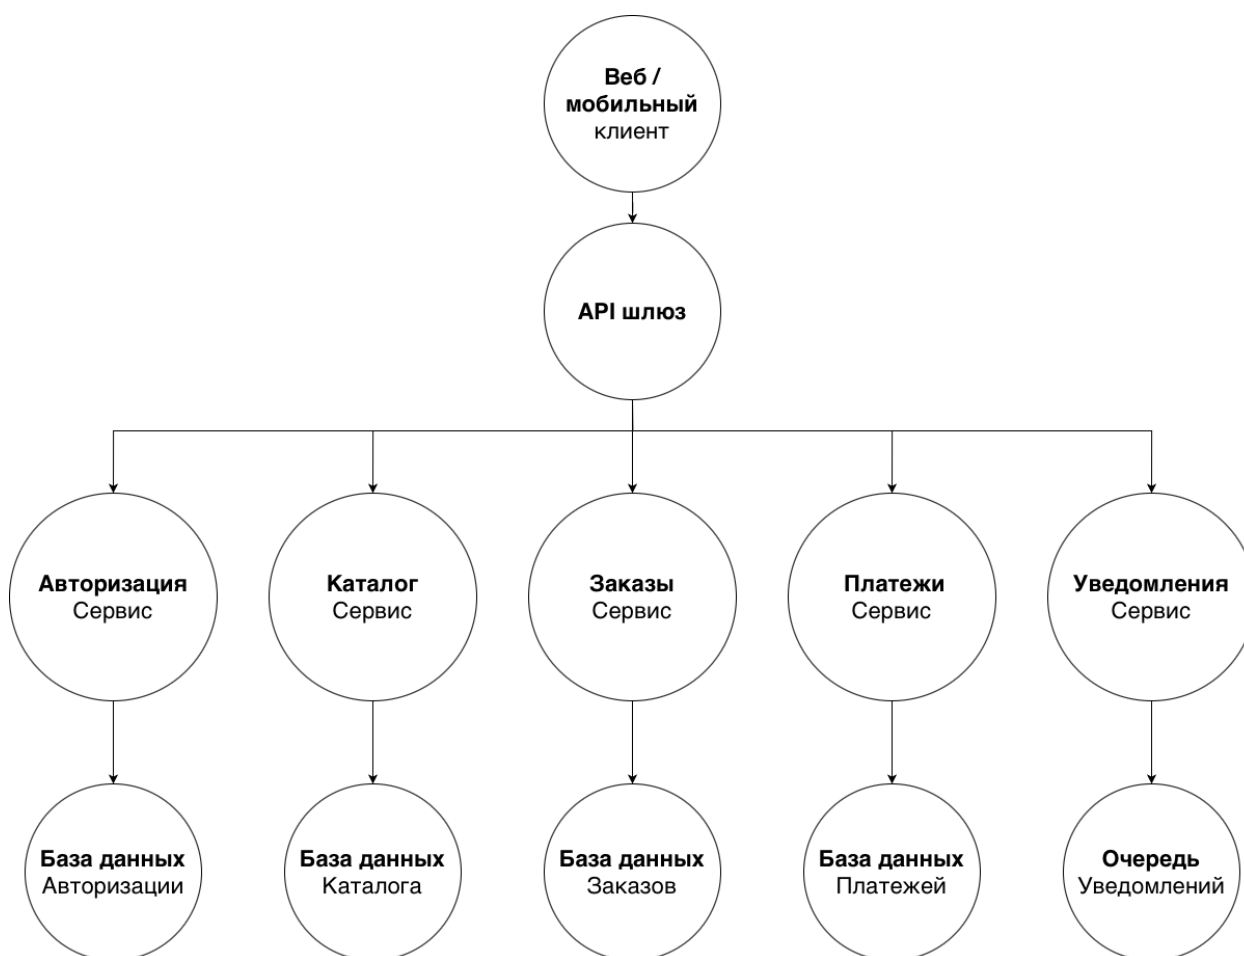 Веб /
мобильный
клиент
API шлюз
Авторизация
Сервис
Каталог
Сервис
Заказы
Сервис
Платежи
Сервис
Уведомления
Сервис
База данных
Авторизации
База данных
Каталога
База данных
Заказов
База данных
Платежей
Очередь
Уведомлений